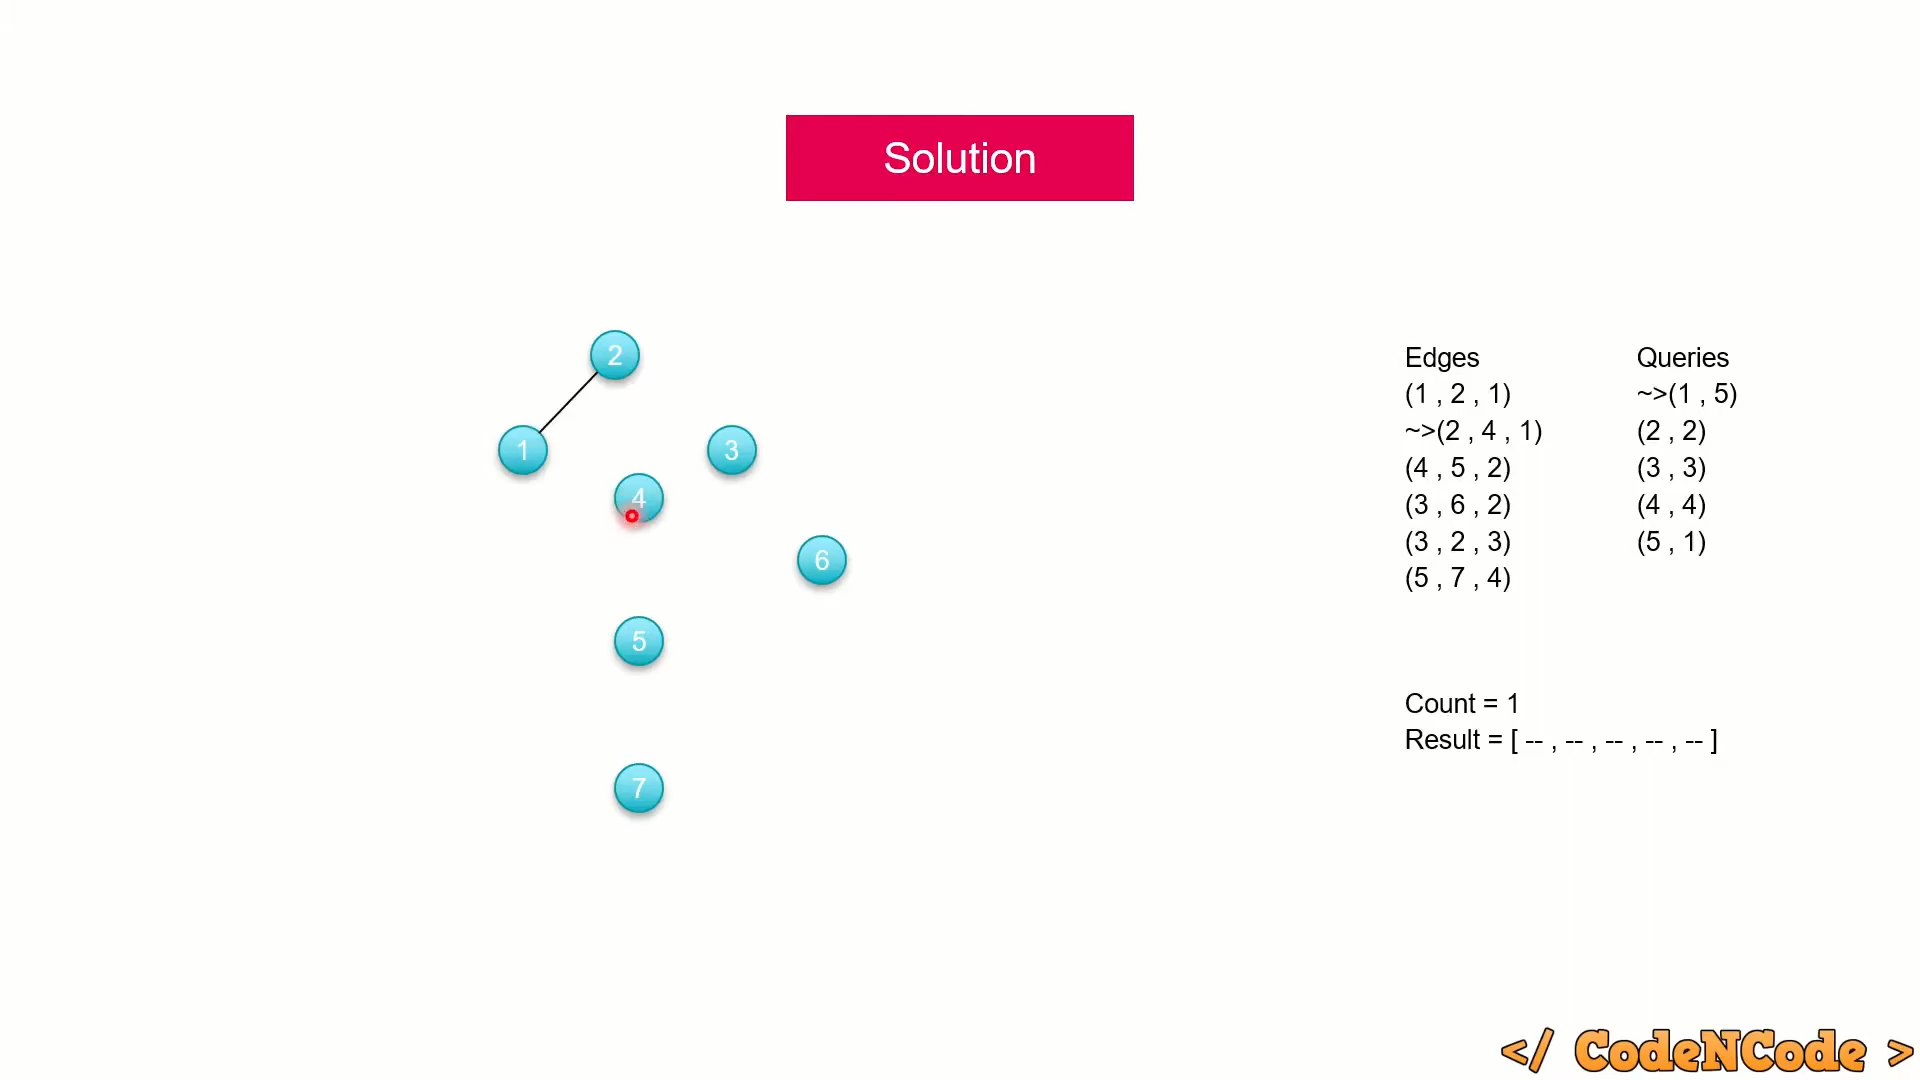 Solution
2
1
3
4
6
5
7
Edges
(1 , 2 , 1)
~>(2 , 4 , 1)
(4 , 5 , 2)
(3 , 6 , 2)
(3 , 2 , 3)
(5 , 7 , 4)
Queries
~>(1 , 5)
(2 , 2)
(3 , 3)
(4 , 4)
(5 , 1)
Count = 1
Result = [ -- , -- , -- , -- , -- ]
</ CodeNCode >